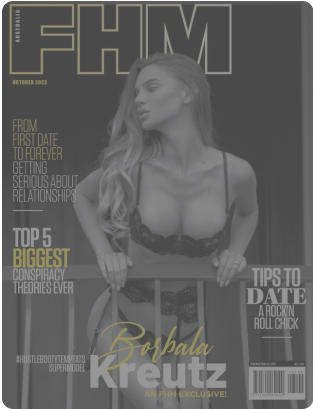 AUSTRALIA
FHM
OCTOBER 2023
FROM
FIRST DATE
TO FOREVER
GETTING
SERIOUS ABOUT
RELATIONSHIPS
TOP 5
BIGGEST
CONSPIRACY
THEORIES EVER
TIPS TO
DATE
A ROCK'N
ROLL CHICK
#HUSTLEBOOTYTEMPTATS
SUPERMODEL
Borbala
Kreutz
AN FHM EXCLUSIVE!